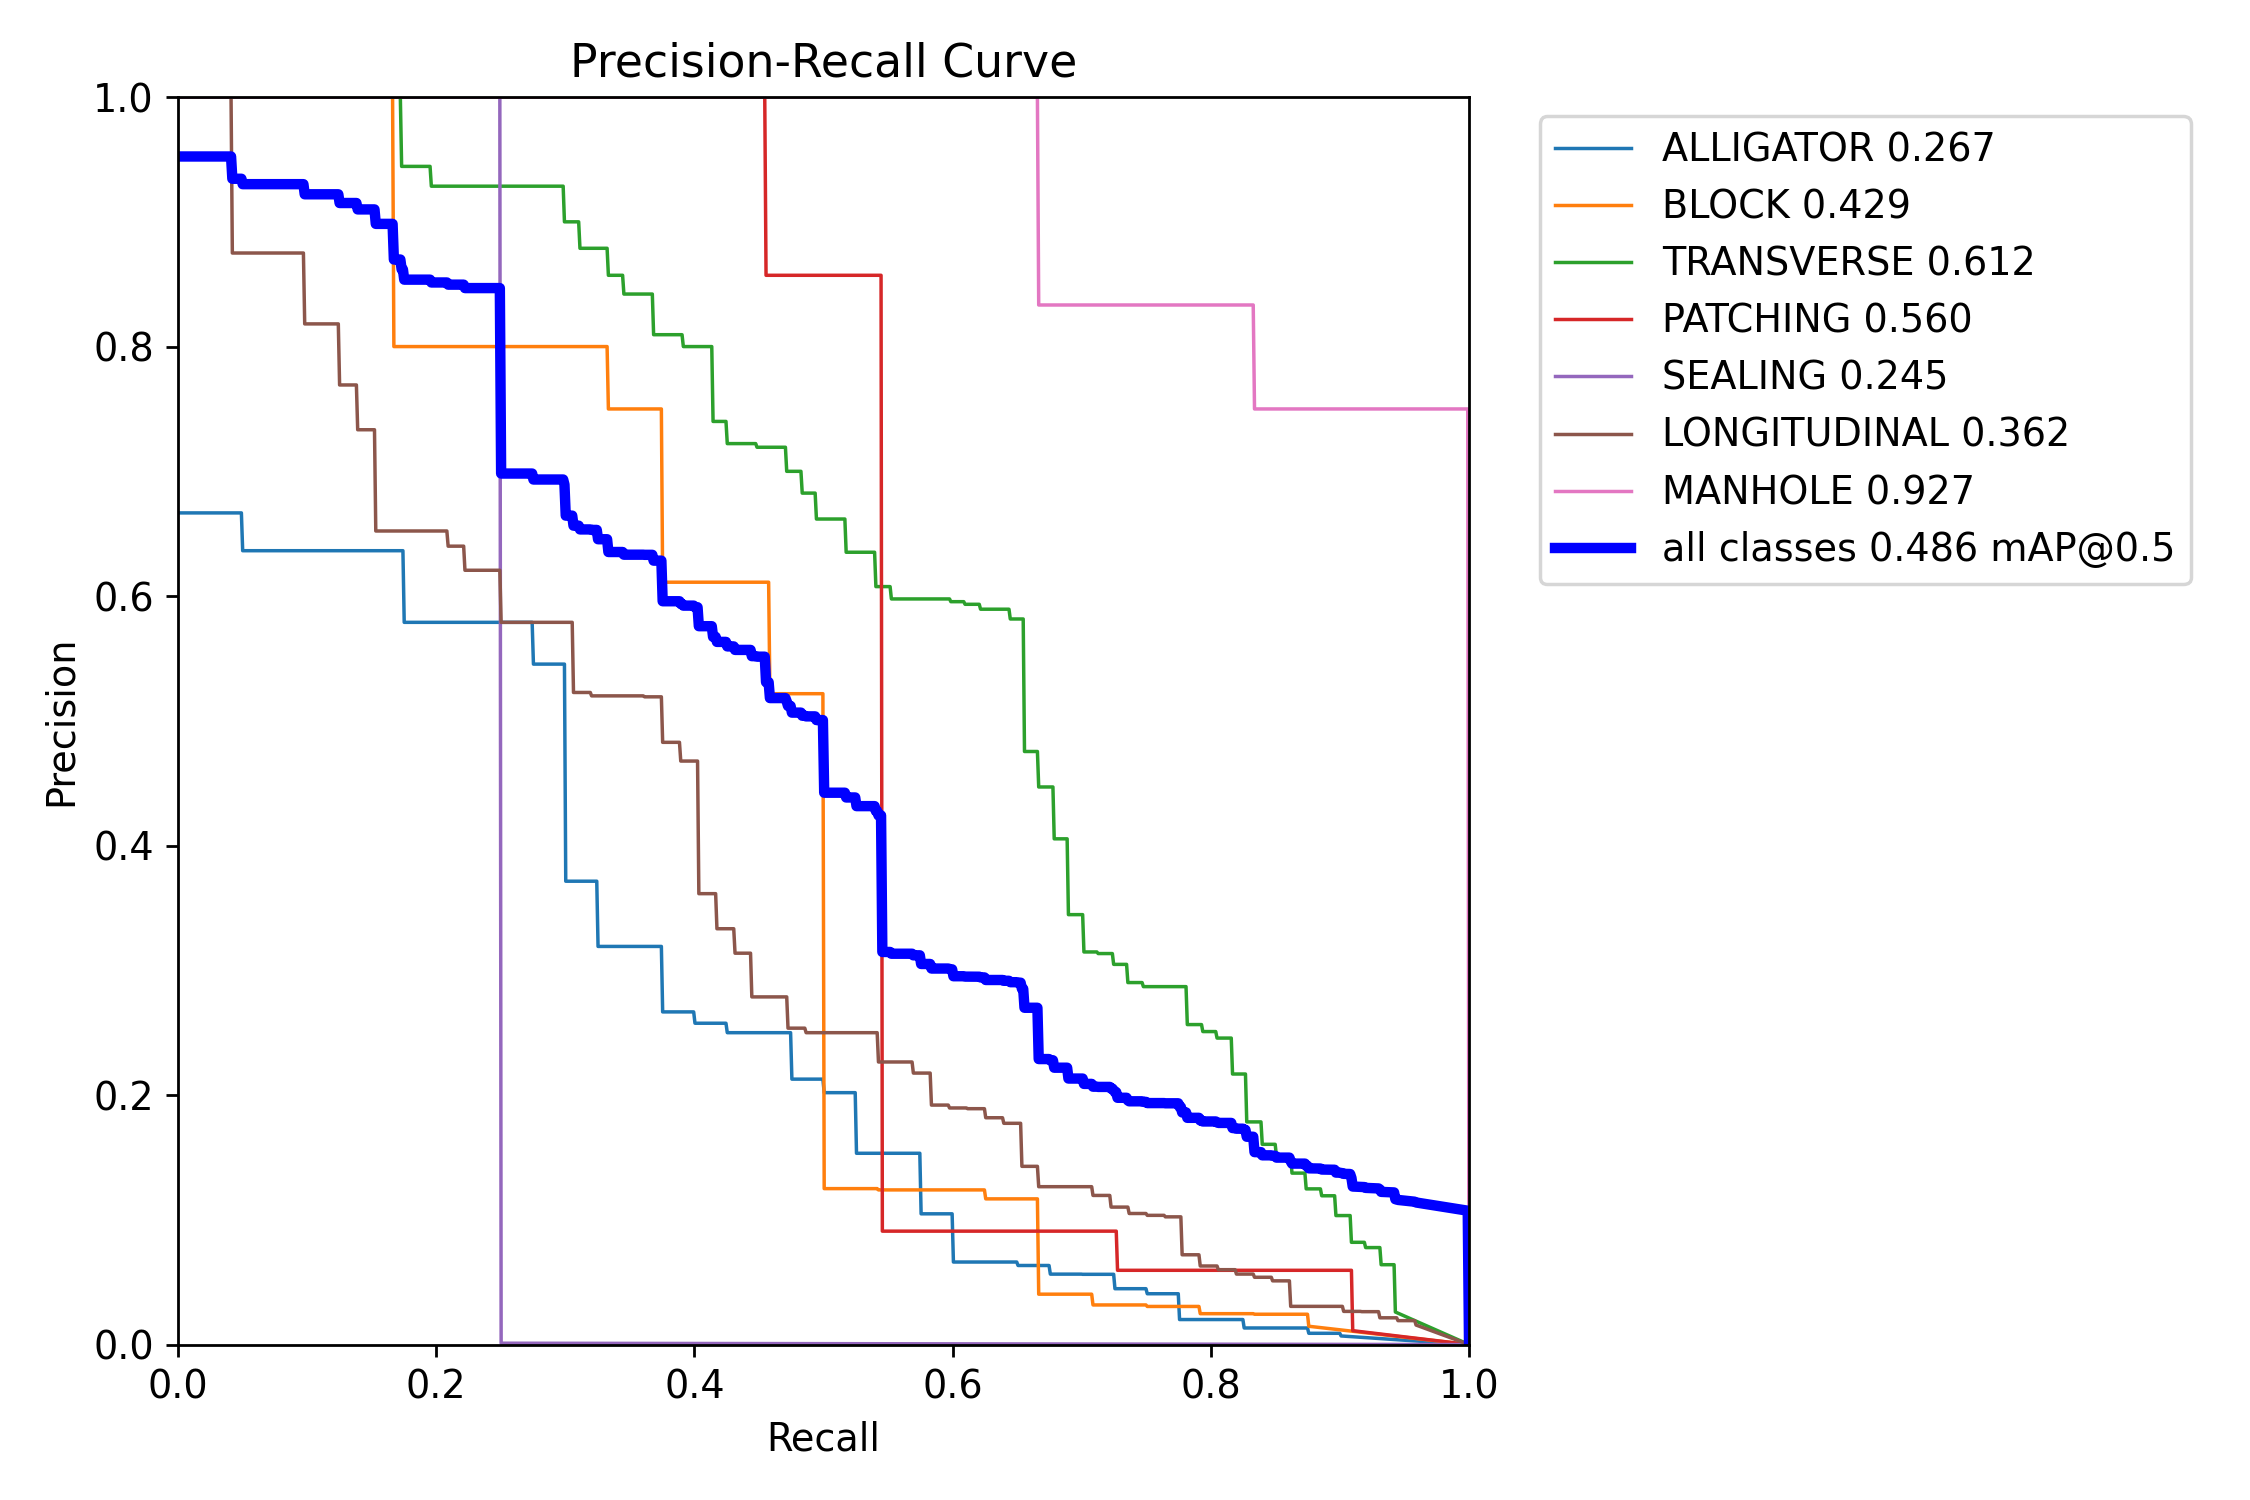 Precision-Recall Curve
1.0
0.8
0.6
0.4
0.2
0.0
Precision
0.0 0.2 0.4 0.6 0.8 1.0
Recall
ALLIGATOR 0.267
BLOCK 0.429
TRANSVERSE 0.612
PATCHING 0.560
SEALING 0.245
LONGITUDINAL 0.362
MANHOLE 0.927
all classes 0.486 mAP@0.5